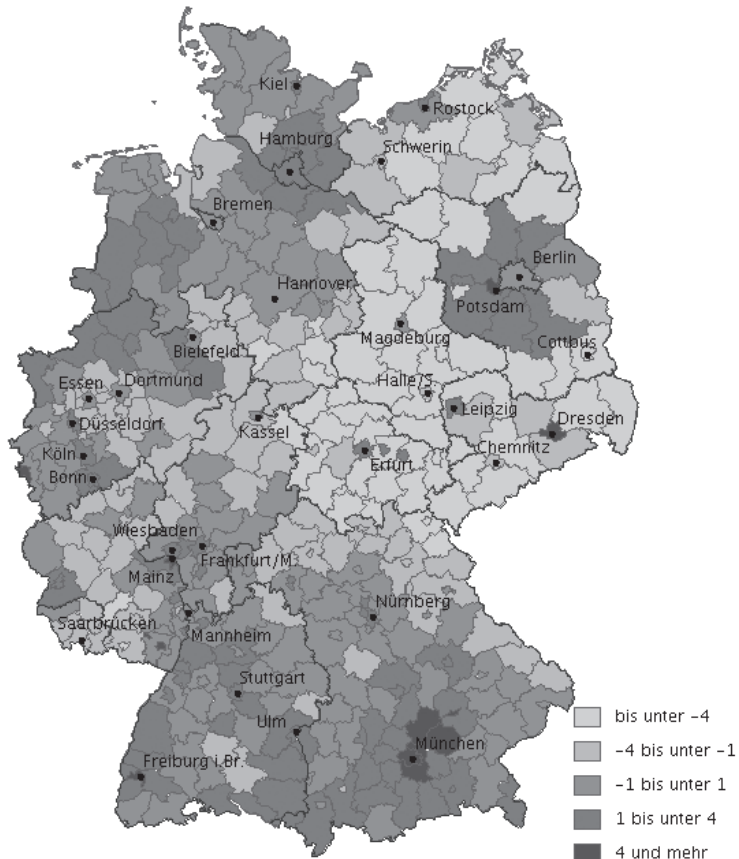 Kiel
Rostock
Hamburg
Schwerin
Bremen
Berlin
Hannover
Potsdam
Magdeburg
Bielefeld
Cottbus
Essen
Dortmund
Halle/S
Leipzig
Düsseldorf
Kassel
Dresden
Chemnitz
Köln
Erfurt
Bonn
Wiesbaden
Frankfurt/M
Mainz
Nürnberg
Saarbrücken
Mannheim
Stuttgart
Ulm
München
Freiburg i.Br.
bis unter –4
–4 bis unter –1
–1 bis unter 1
1 bis unter 4
4 und mehr